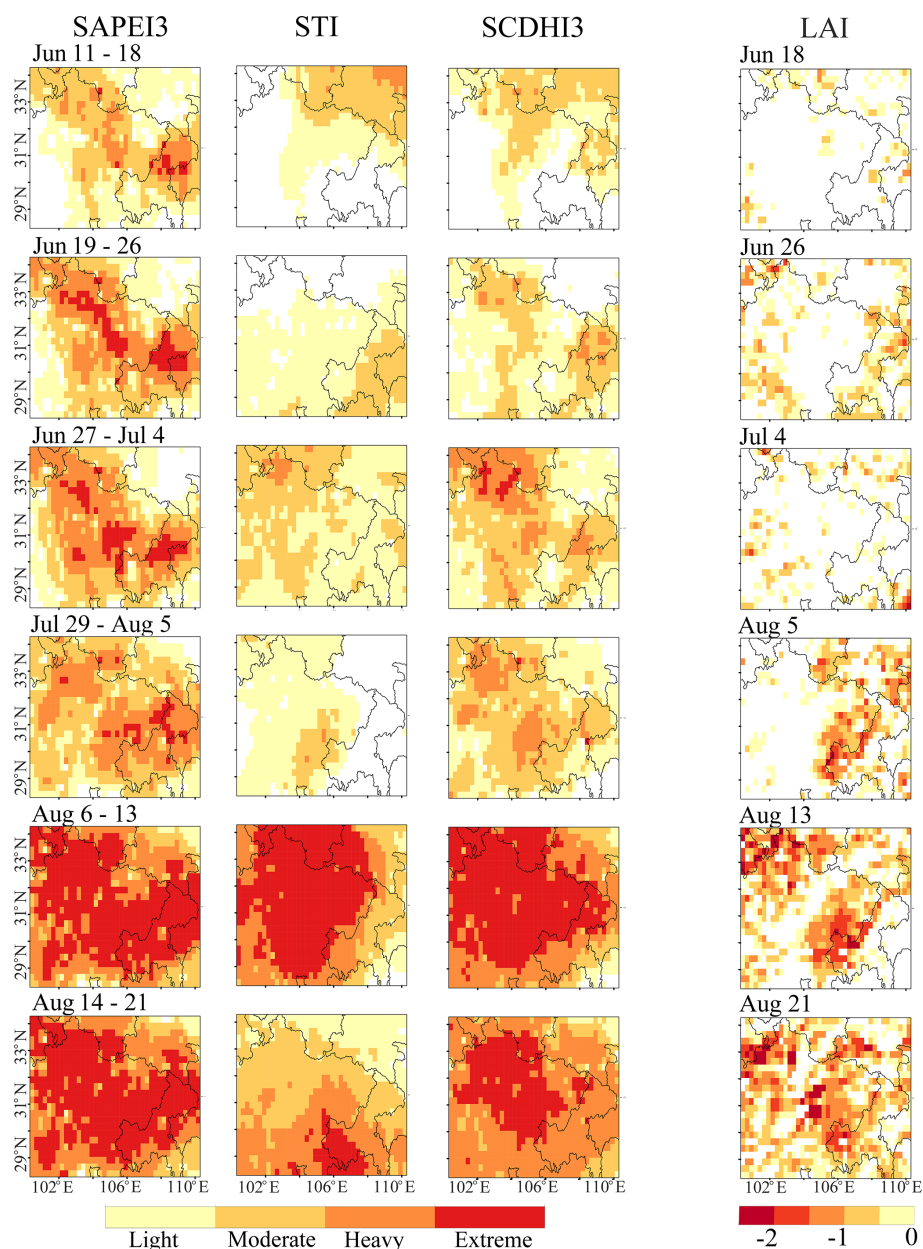 SAPEI3 STI SCDHI3 LAI
Jun 11 - 18 Jun 18
33°N
31°N
29°N
Jun 19 - 26 Jun 26
33°N
31°N
29°N
Jun 27 - Jul 4 Jul 4
33°N
31°N
29°N
Jul 29 - Aug 5 Aug 5
33°N
31°N
29°N
Aug 6 - 13 Aug 13
33°N
31°N
29°N
Aug 14 - 21 Aug 21
33°N
31°N
29°N
102°E 106°E 110°E 102°E 106°E 110°E 102°E 106°E 110°E 102°E 106°E 110°E
Light Moderate Heavy Extreme -2 -1 0